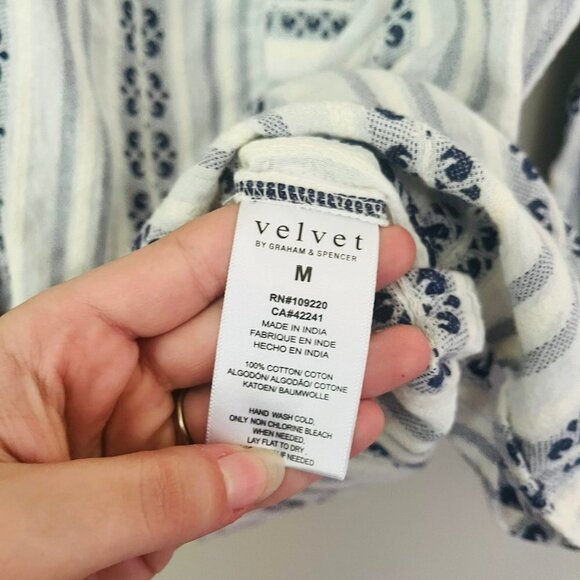 velvet
BY GRAHAM & SPENCER
M
RN#109220
CA#42241
MADE IN INDIA
FABRIQUE EN INDE
HECHO EN INDIA
100% COTTON/ COTON
ALGODÓN/ ALGODÃO/ COTONE
KATOEN/ BAUMWOLLE
HAND WASH COLD.
ONLY NON CHLORINE BLEACH
WHEN NEEDED,
LAY FLAT TO DRY
IF NEEDED